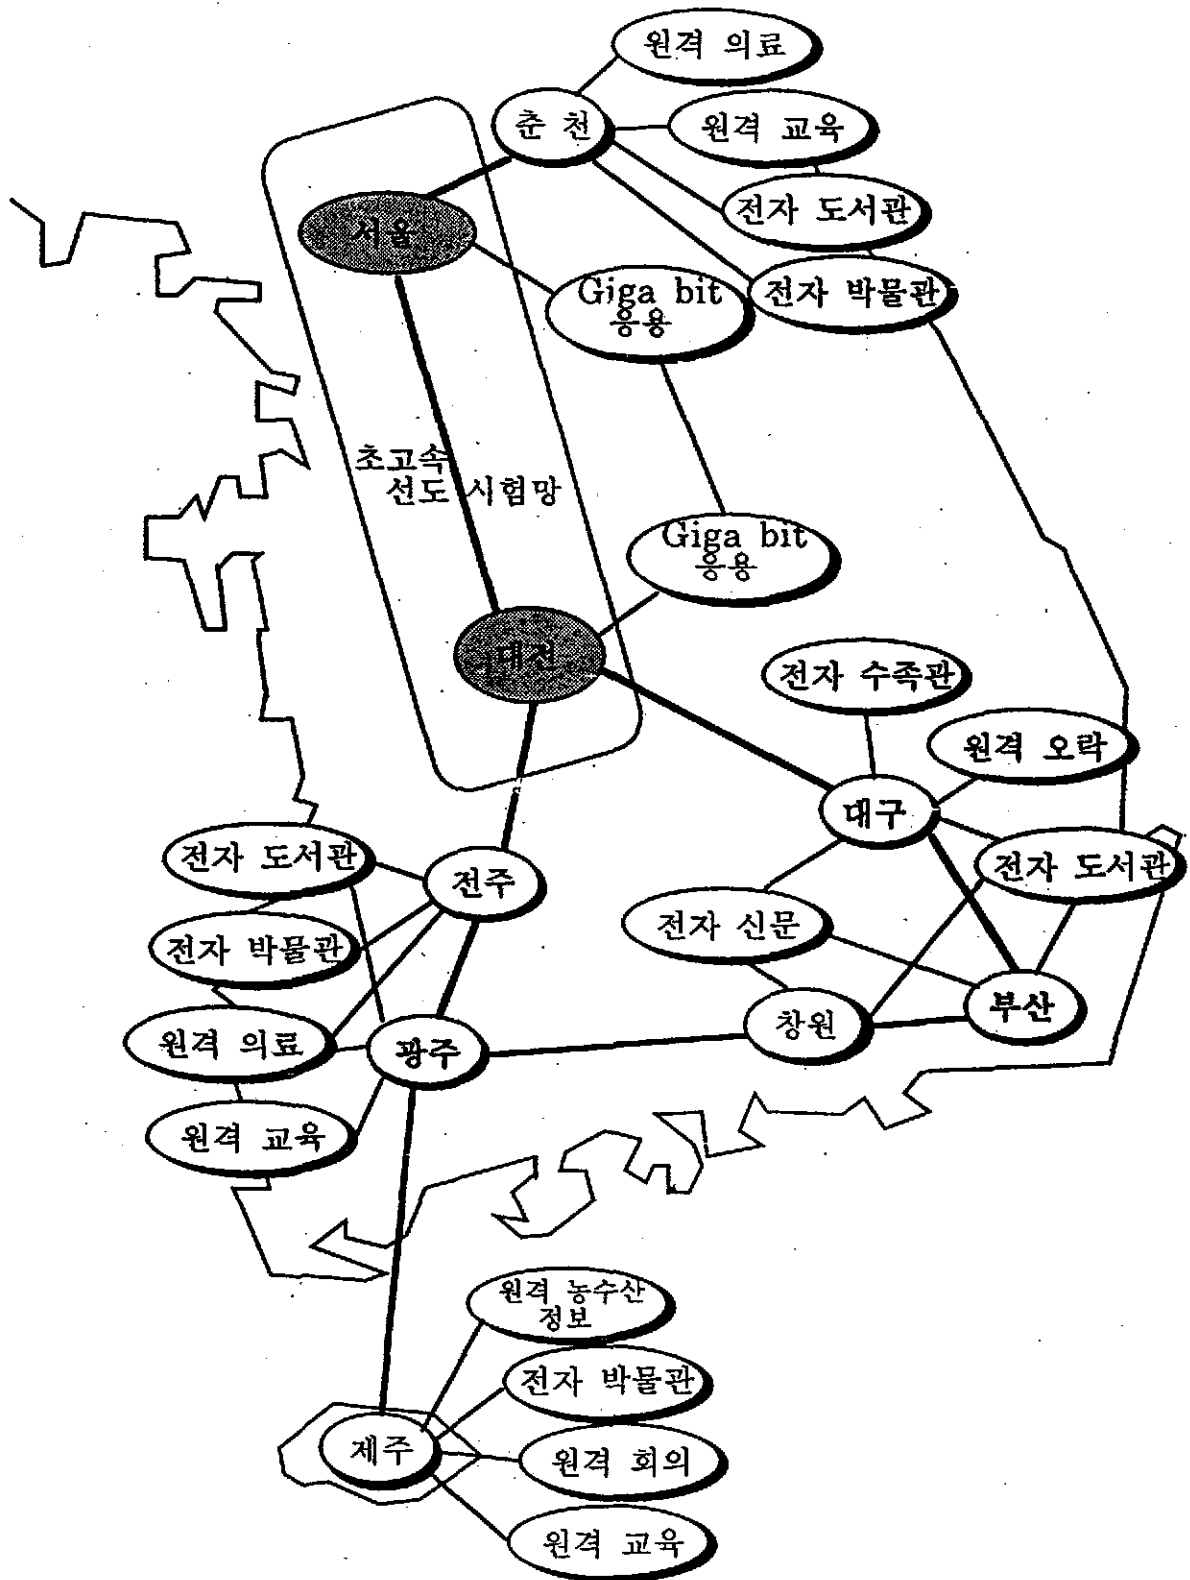 원격 의료
춘 천
원격 교육
전자 도서관
서울
Giga bit
응용
전자 박물관
초고속
선도 시험망
Giga bit
응용
대전
전자 수족관
원격 오락
대구
전자 도서관
전주
전자 도서관
전자 신문
전자 박물관
부산
창원
원격 의료
광주
원격 교육
원격 농수산
정보
전자 박물관
제주
원격 회의
원격 교육